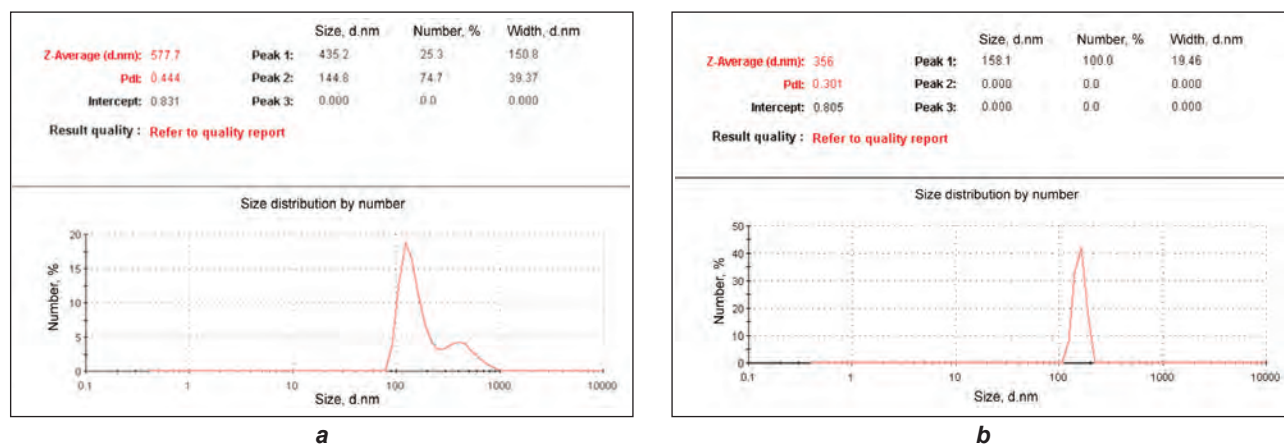 Size, d.nm Number, % Width, d.nm
Z-Average (d.nm): 577.7 Peak 1: 435.2 25.3 150.8
PdI: 0.444 Peak 2: 144.8 74.7 39.37
Intercept: 0.831 Peak 3: 0.000 0.0 0.000
Result quality : Refer to quality report
Size distribution by number
20
15
10
5
0
Number, %
0.1 1 10 100 1000 10000
Size, d.nm
a
Size, d.nm Number, % Width, d.nm
Z-Average (d.nm): 356 Peak 1: 158.1 100.0 19.46
PdI: 0.301 Peak 2: 0.000 0.0 0.000
Intercept: 0.805 Peak 3: 0.000 0.0 0.000
Result quality : Refer to quality report
Size distribution by number
50
40
30
20
10
0
Number, %
0.1 1 10 100 1000 10000
Size, d.nm
b